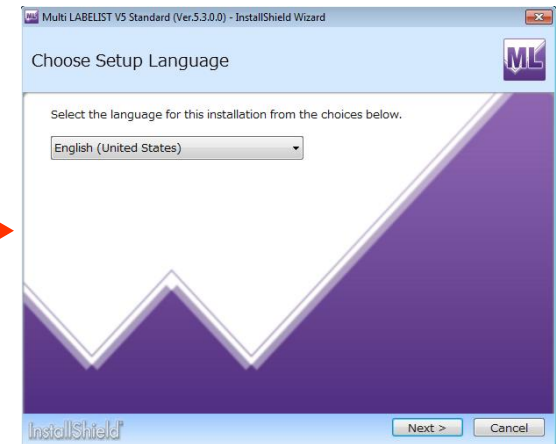 Multi LABELIST V5 Standard (Ver.5.3.0.0) - InstallShield Wizard
Choose Setup Language
ML
Select the language for this installation from the choices below.
English (United States)
InstallShield
Next >
Cancel